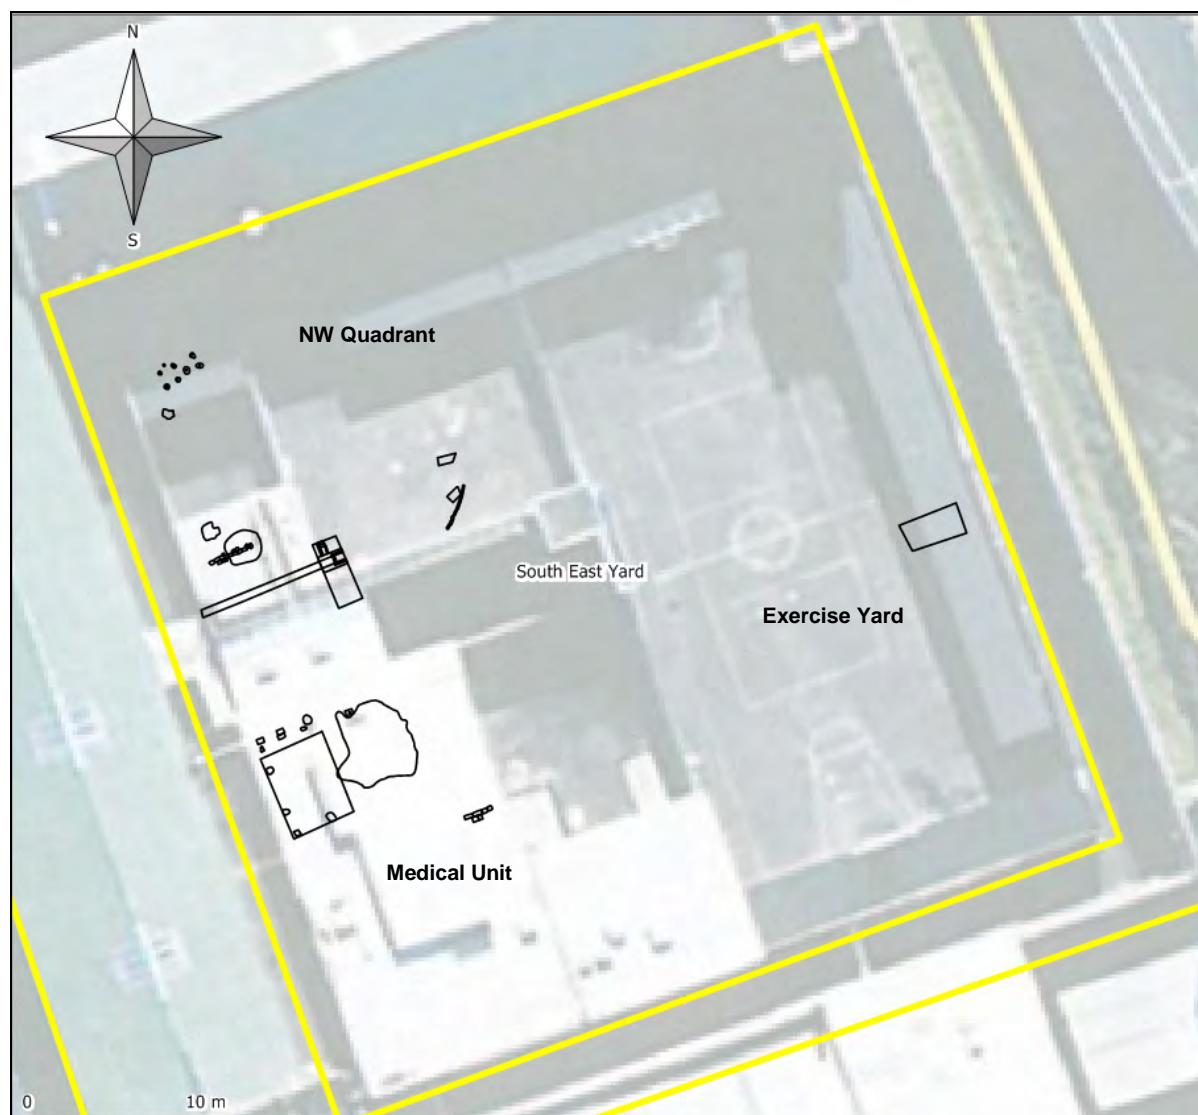 N
S
NW Quadrant
South East Yard
Exercise Yard
Medical Unit
0 10 m